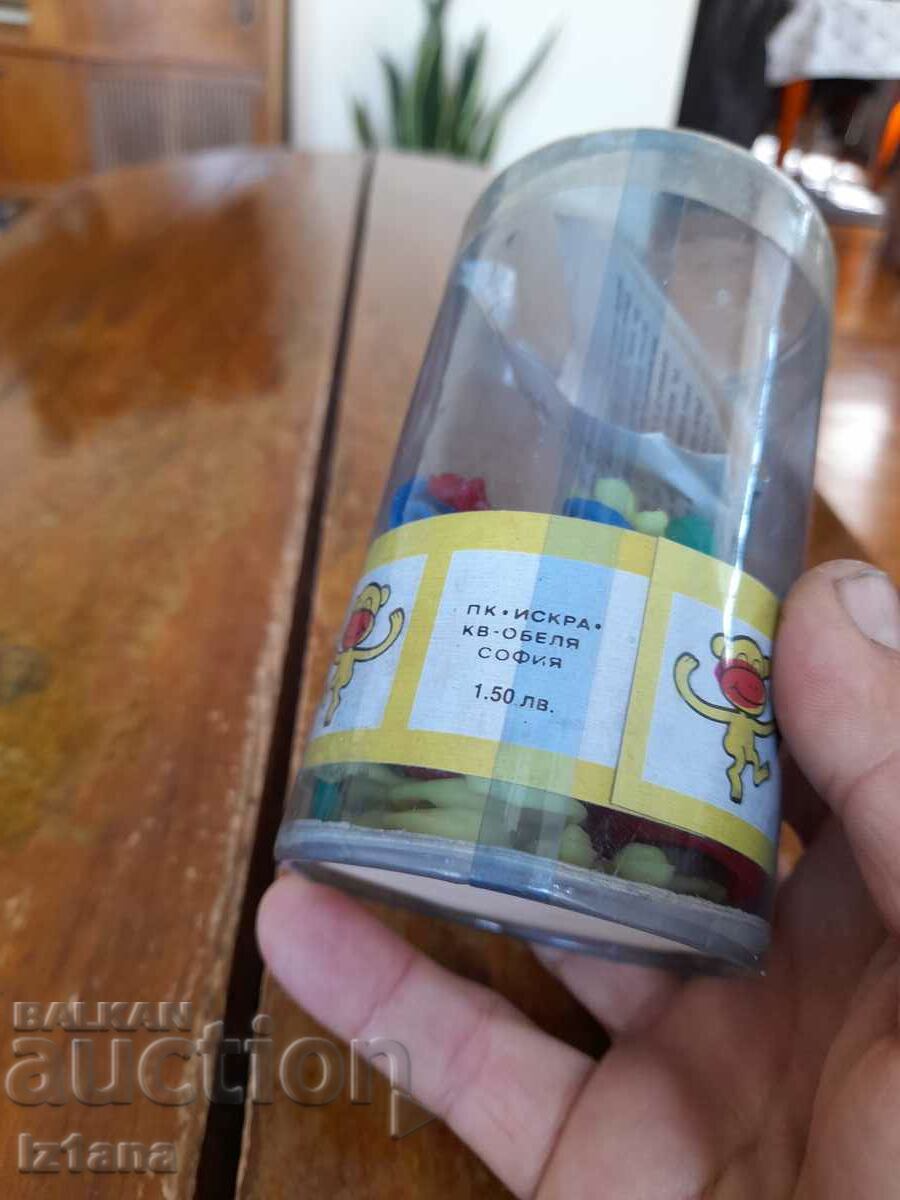 ПК•ИСКРА•
КВ-ОБЕЛЯ
СОФИЯ
1.50 лв.
BALKAN
auction
Iz1ana